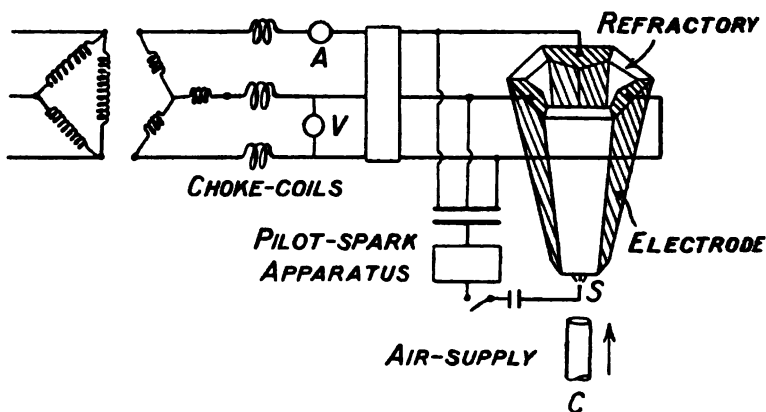 REFRACTORY
A
V
CHOKE-COILS
PILOT-SPARK
APPARATUS
ELECTRODE
S
AIR-SUPPLY
C